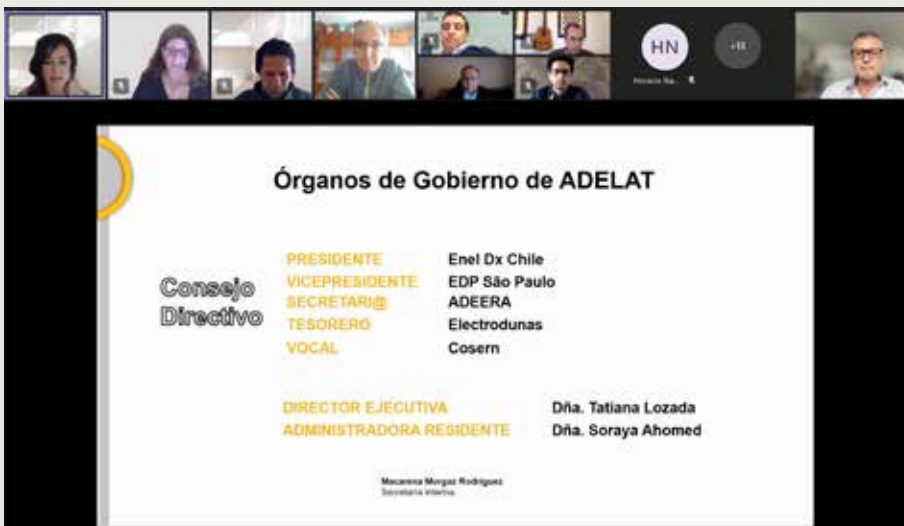 HN
Órganos de Gobierno de ADELAT
Consejo
Directivo
PRESIDENTE Enel Dx Chile
VICEPRESIDENTE EDP São Paulo
SECRETARI@ ADEERA
TESORERO Electrodunas
VOCAL Cosern
DIRECTOR EJECUTIVA Dña. Tatiana Lozada
ADMINISTRADORA RESIDENTE Dña. Soraya Ahomed
Macarena Morgaz Rodríguez
Secretaria interina